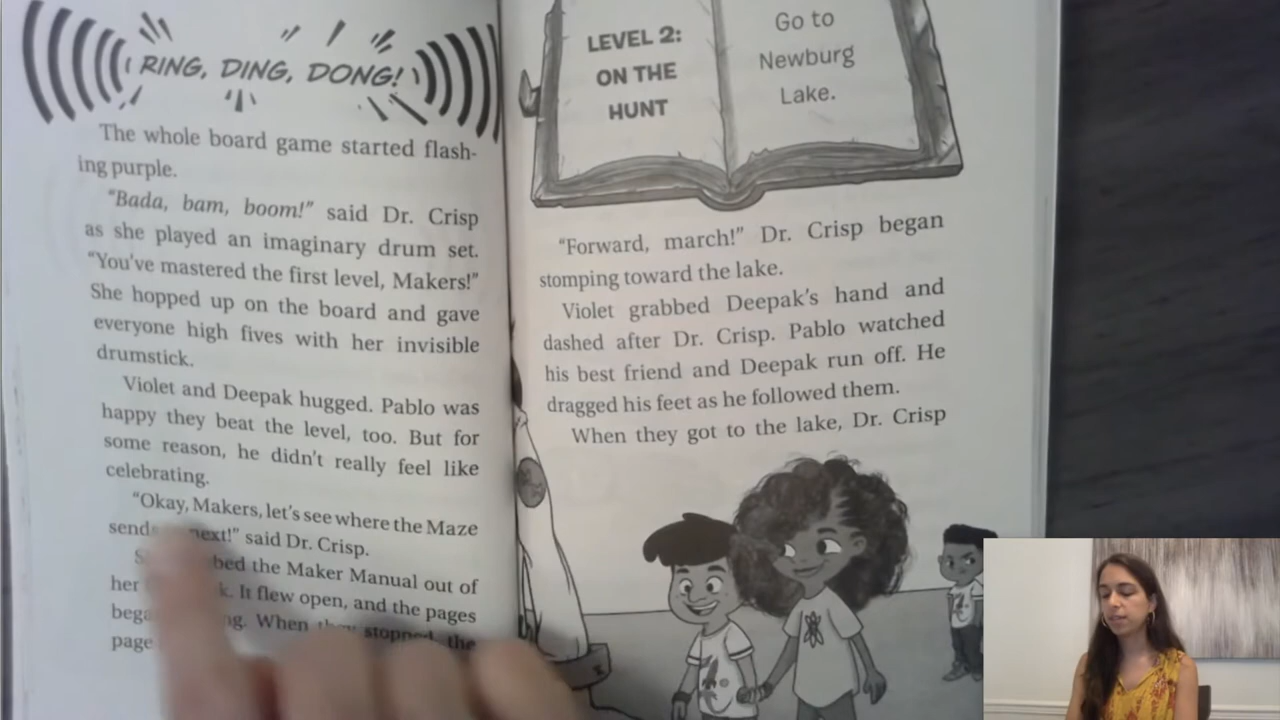 RING, DING, DONG!
The whole board game started flash-
ing purple.
"Bada, bam, boom!" said Dr. Crisp
as she played an imaginary drum set.
"You've mastered the first level, Makers!"
She hopped up on the board and gave
everyone high fives with her invisible
drumstick.
Violet and Deepak hugged. Pablo was
happy they beat the level, too. But for
some reason, he didn't really feel like
celebrating.
"Okay, Makers, let's see where the Maze
next!" said Dr. Crisp.
the Maker Manual out of
her It flew open, and the pages
When they stopped, the
page
LEVEL 2:
ON THE
HUNT
Go to
Newburg
Lake.
"Forward, march!" Dr. Crisp began
stomping toward the lake.
Violet grabbed Deepak's hand and
dashed after Dr. Crisp. Pablo watched
his best friend and Deepak run off. He
dragged his feet as he followed them.
When they got to the lake, Dr. Crisp